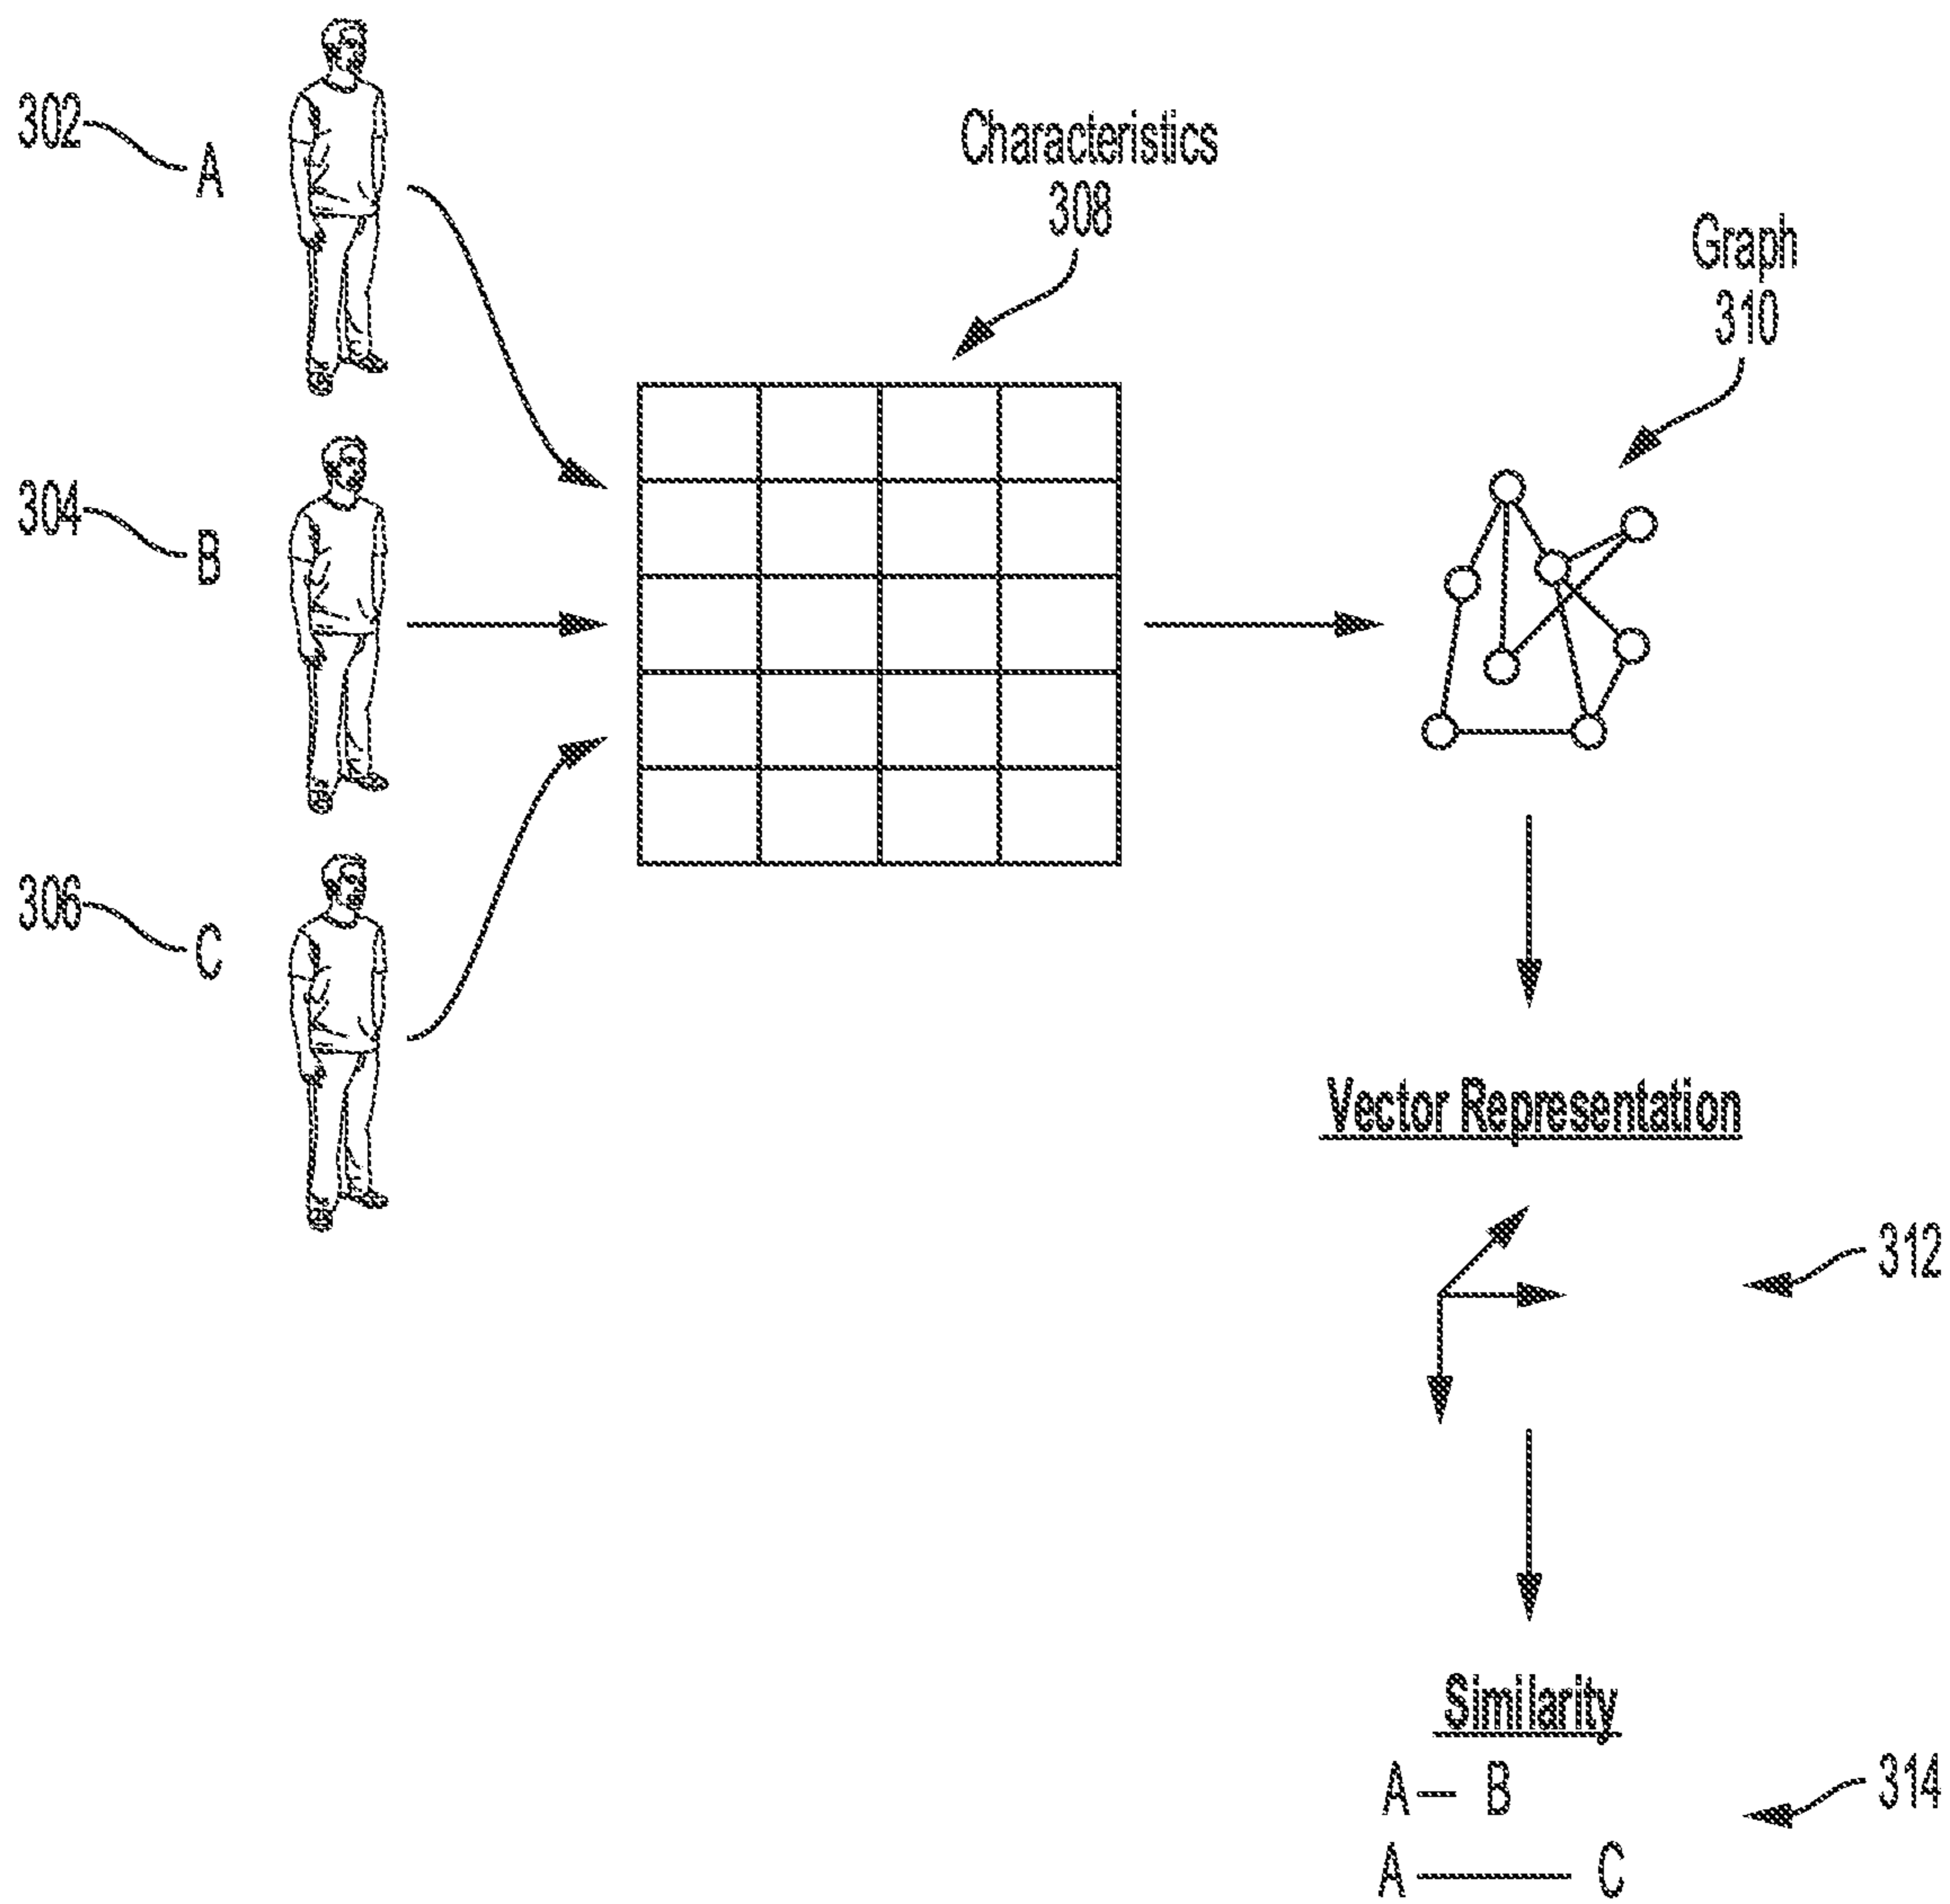 302
A
Characteristics
308
Graph
310
304
B
306
C
Vector Representation
312
Similarity
A — B
314
A ——— C